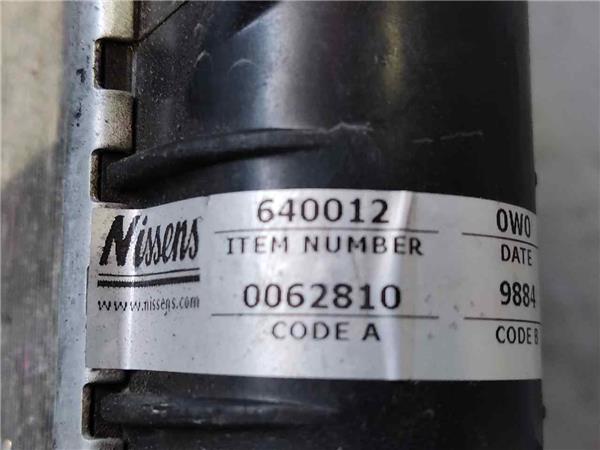 Nissens
www.nissens.com
640012
ITEM NUMBER
0062810
CODE A
0W0
DATE
9884
CODE B